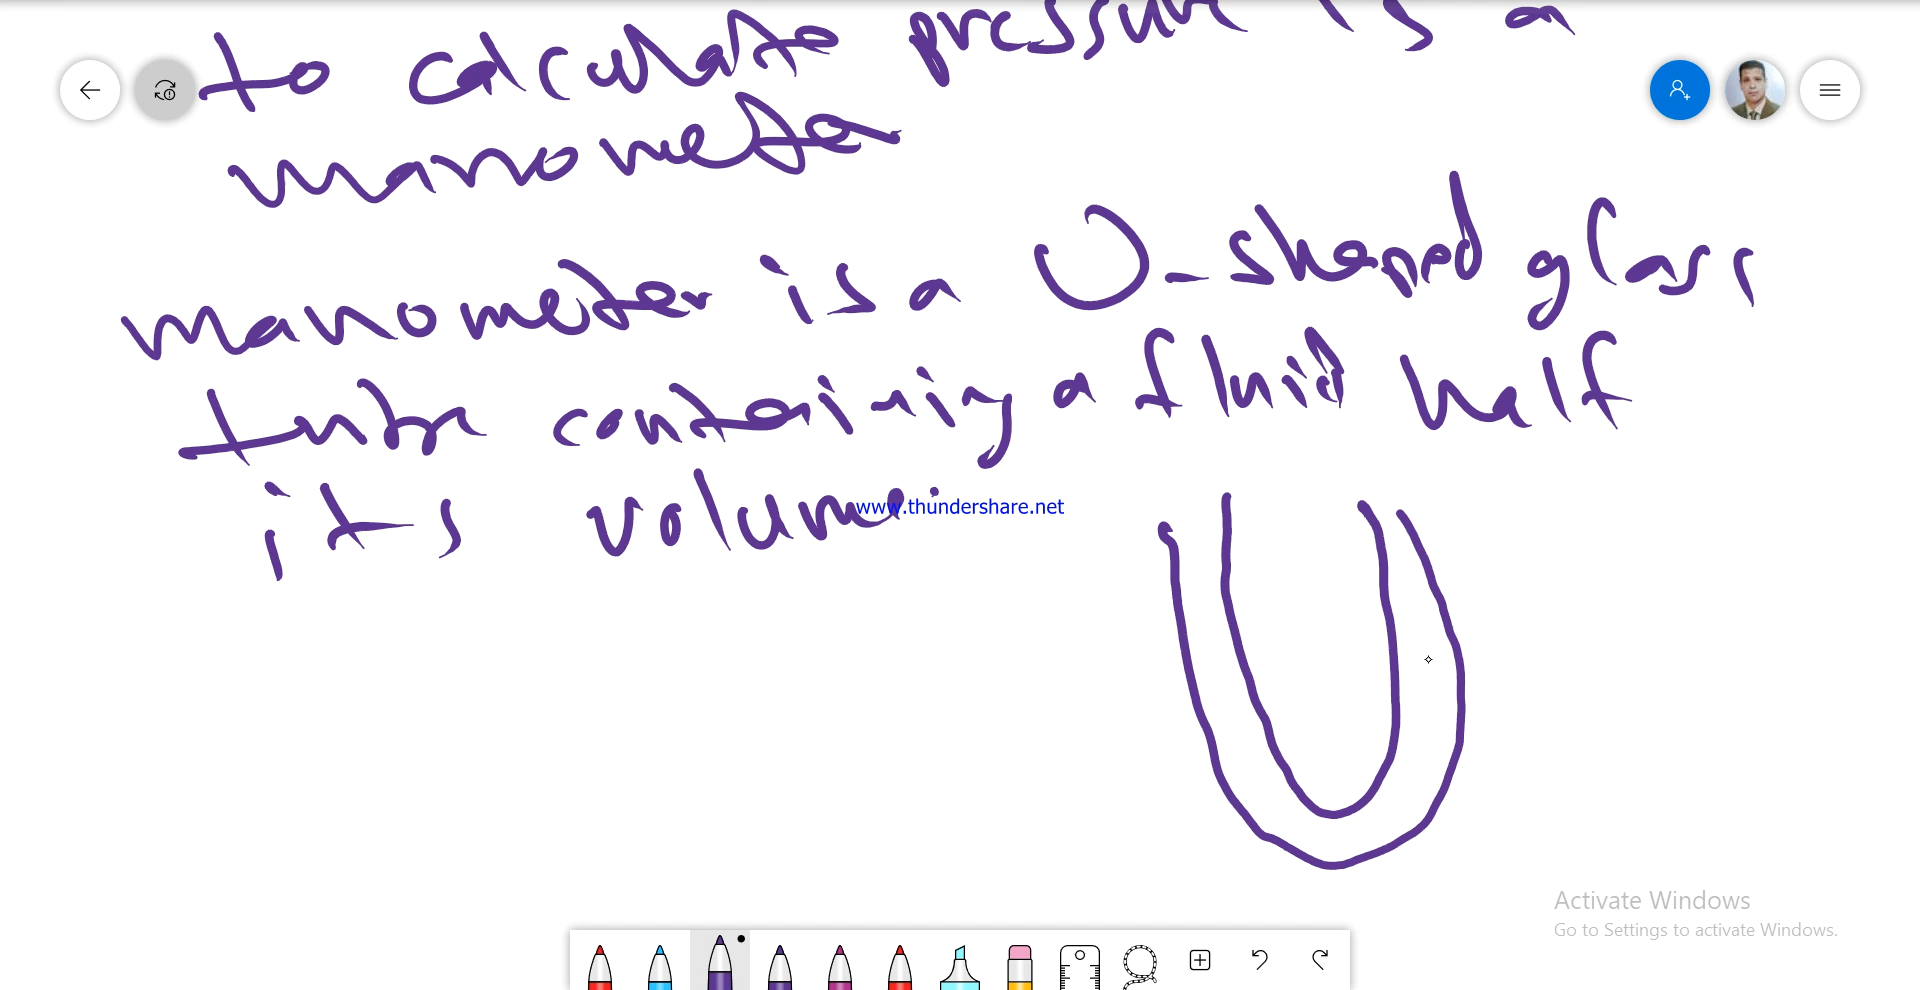 to calculate pressure is a
manometer
manometer is a U-shaped glass
tube containing a fluid half
its volume.
www.thundershare.net
Activate Windows
Go to Settings to activate Windows.